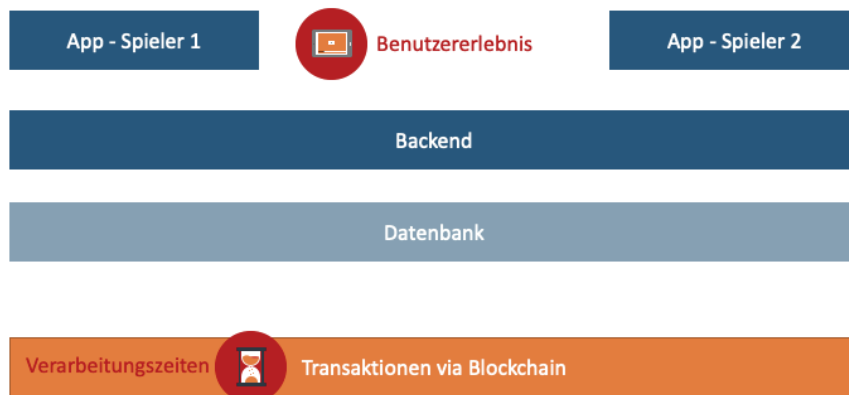 App - Spieler 1
Benutzererlebnis
App - Spieler 2
Backend
Datenbank
Verarbeitungszeiten
Transaktionen via Blockchain